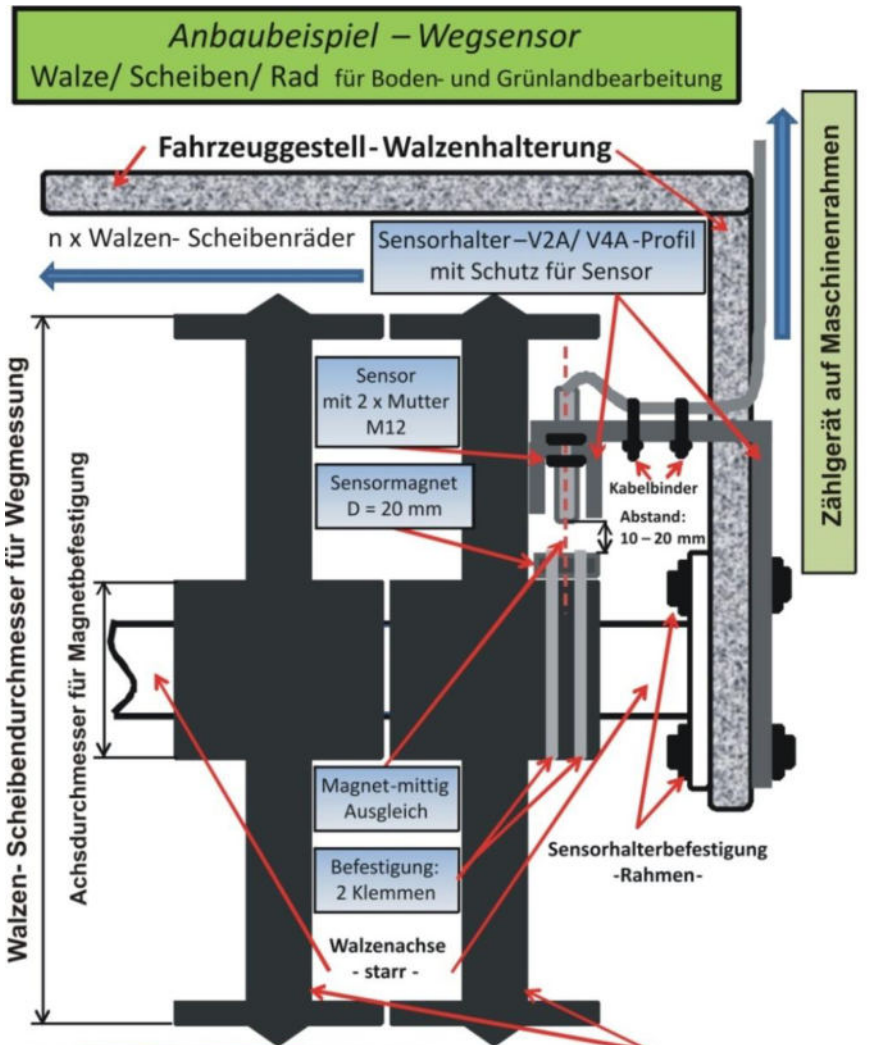 Anbaubeispiel – Wegsensor
Walze/ Scheiben/ Rad für Boden- und Grünlandbearbeitung
Fahrzeuggestell-Walzenhalterung
n x Walzen- Scheibenräder
Sensorhalter–V2A/ V4A-Profil
mit Schutz für Sensor
Zählgerät auf Maschinenrahmen
Walzen- Scheibendurchmesser für Wegmessung
Achsdurchmesser für Magnetbefestigung
Sensor
mit 2 x Mutter
M12
Sensormagnet
D = 20 mm
Kabelbinder
Abstand:
10 – 20 mm
Magnet-mittig
Ausgleich
Befestigung:
2 Klemmen
Sensorhalterbefestigung
-Rahmen-
Walzenachse
- starr -